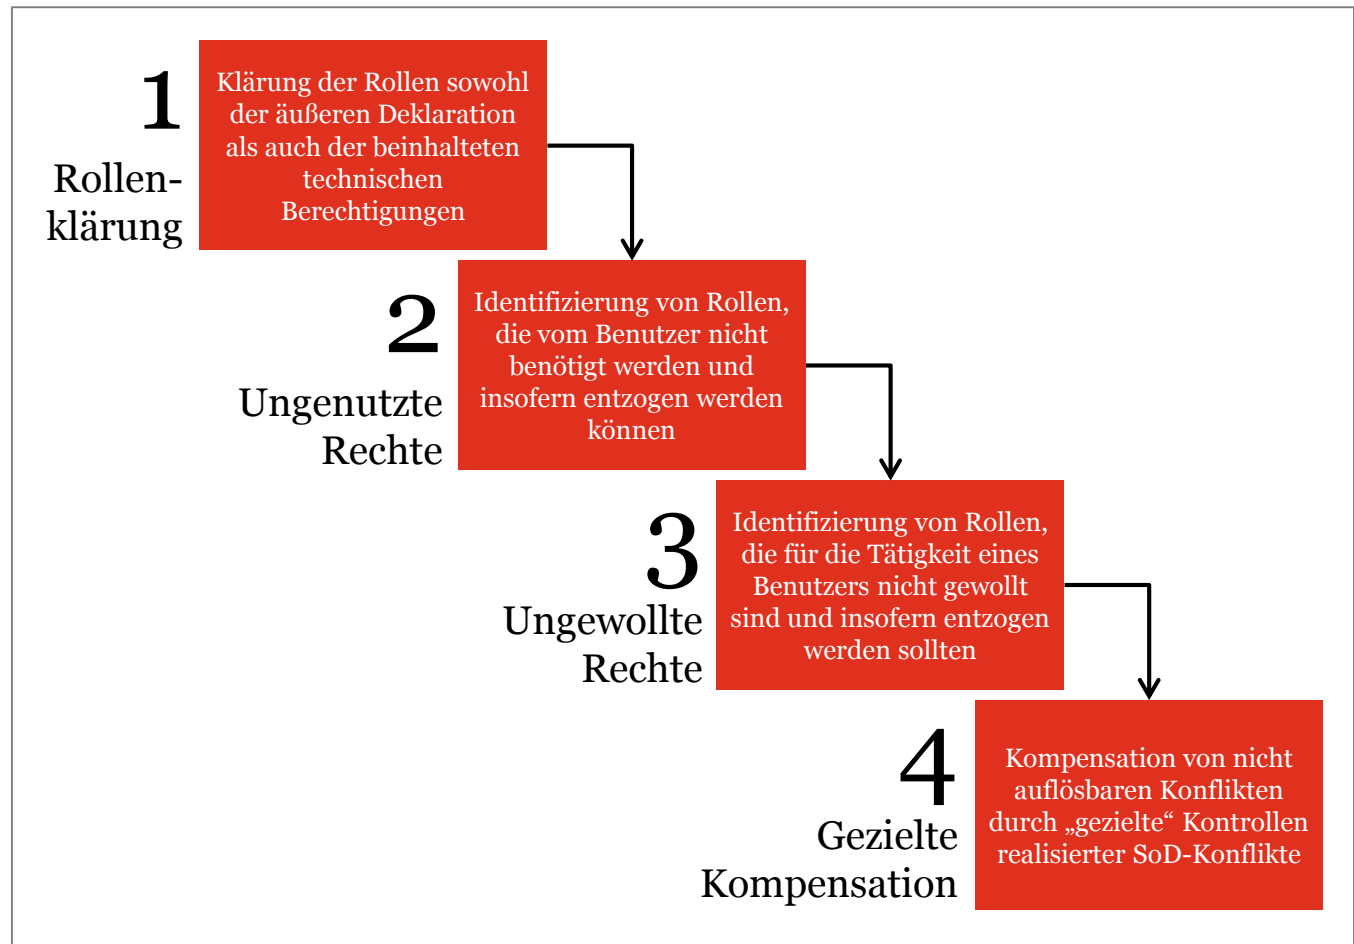 1
Rollen-
klärung
Klärung der Rollen sowohl
der äußeren Deklaration
als auch der beinhalteten
technischen
Berechtigungen
2
Ungenutzte
Rechte
Identifizierung von Rollen,
die vom Benutzer nicht
benötigt werden und
insofern entzogen werden
können
3
Ungewollte
Rechte
Identifizierung von Rollen,
die für die Tätigkeit eines
Benutzers nicht gewollt
sind und insofern entzogen
werden sollten
4
Gezielte
Kompensation
Kompensation von nicht
auflösbaren Konflikten
durch „gezielte“ Kontrollen
realisierter SoD-Konflikte